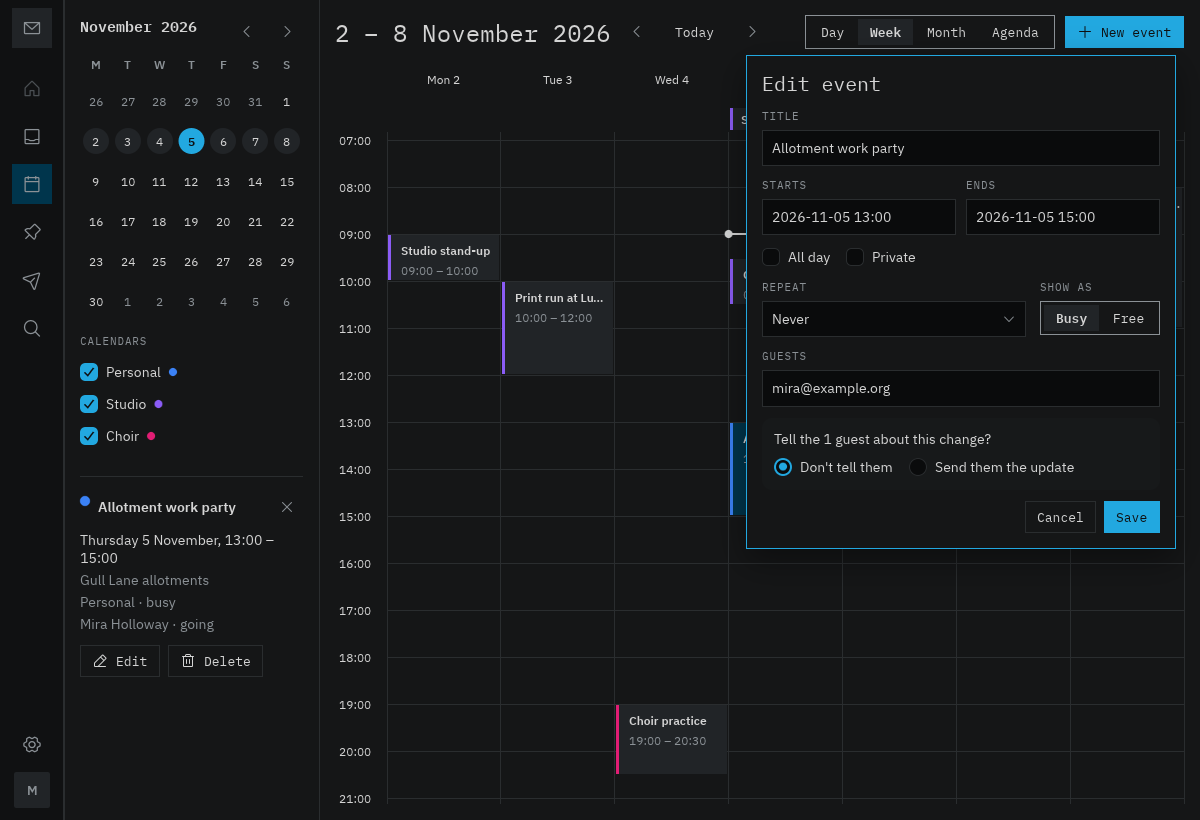 November 2026
M T W T F S S
26 27 28 29 30 31 1
2 3 4 5 6 7 8
9 10 11 12 13 14 15
16 17 18 19 20 21 22
23 24 25 26 27 28 29
30 1 2 3 4 5 6
CALENDARS
Personal
Studio
Choir
Allotment work party
Thursday 5 November, 13:00 –
15:00
Gull Lane allotments
Personal · busy
Mira Holloway · going
Edit Delete
M
2 – 8 November 2026
Today
Day Week Month Agenda
New event
Mon 2 Tue 3 Wed 4
07:00
08:00
09:00
10:00
11:00
12:00
13:00
14:00
15:00
16:00
17:00
18:00
19:00
20:00
21:00
Studio stand-up
09:00 – 10:00
Print run at Lu...
10:00 – 12:00
Choir practice
19:00 – 20:30
Edit event
TITLE
Allotment work party
STARTS ENDS
2026-11-05 13:00 2026-11-05 15:00
All day Private
REPEAT SHOW AS
Never Busy Free
GUESTS
mira@example.org
Tell the 1 guest about this change?
Don't tell them Send them the update
Cancel Save